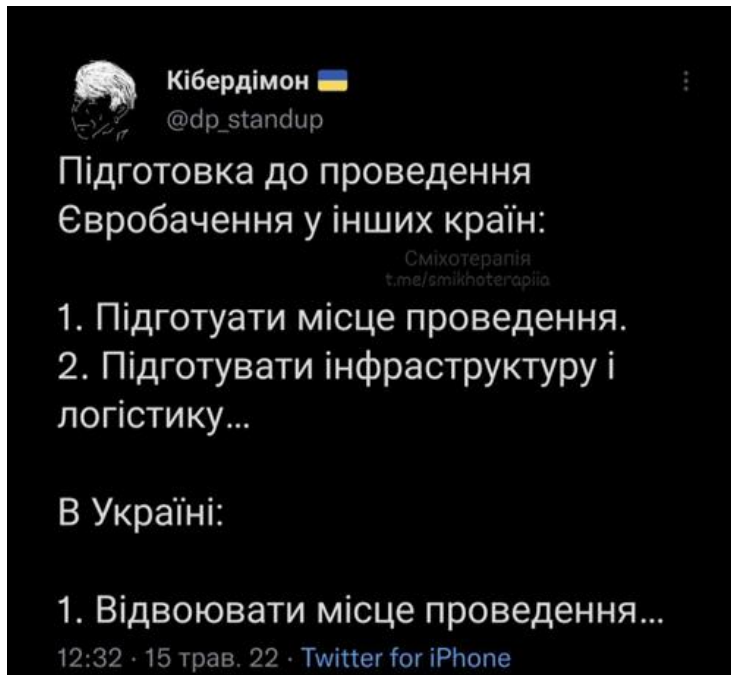 Кібердімон 🇺🇦
@dp_standup
Підготовка до проведення
Євробачення у інших країн:
Сміхотерапія
t.me/smikhoterapiia
1. Підготуати місце проведення.
2. Підготувати інфраструктуру і
логістику...
В Україні:
1. Відвоювати місце проведення...
12:32 · 15 трав. 22 · Twitter for iPhone